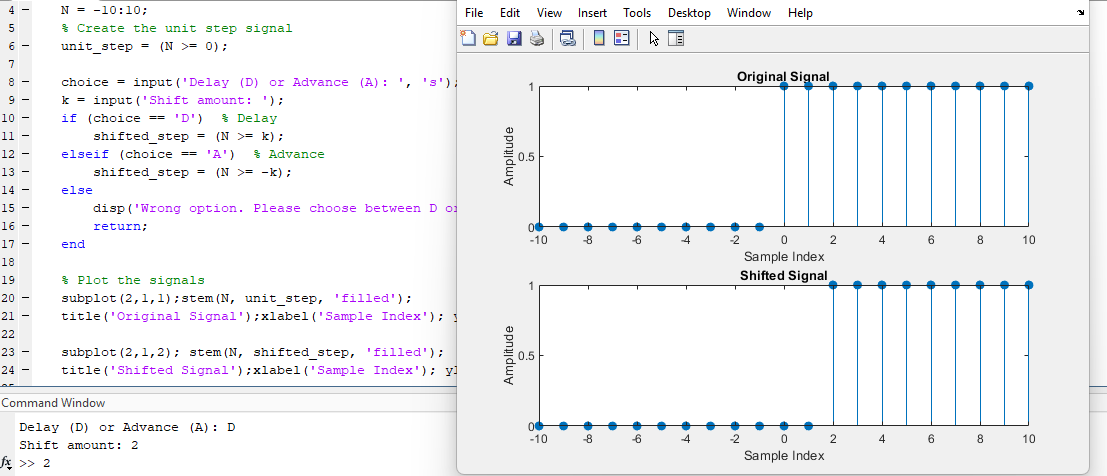 4 - N = -10:10;
5 % Create the unit step signal
6 - unit_step = (N >= 0);
7
8 - choice = input('Delay (D) or Advance (A): ', 's');
9 - k = input('Shift amount: ');
10 - if (choice == 'D') % Delay
11 - shifted_step = (N >= k);
12 - elseif (choice == 'A') % Advance
13 - shifted_step = (N >= -k);
14 - else
15 - disp('Wrong option. Please choose between D or
16 - return;
17 - end
18
19 % Plot the signals
20 - subplot(2,1,1);stem(N, unit_step, 'filled');
21 - title('Original Signal');xlabel('Sample Index');
22
23 - subplot(2,1,2); stem(N, shifted_step, 'filled');
24 - title('Shifted Signal');xlabel('Sample Index');
Command Window
Delay (D) or Advance (A): D
Shift amount: 2
fx >> 2
File Edit View Insert Tools Desktop Window Help
Original Signal
1
0.5
0
Amplitude
-10 -8 -6 -4 -2 0 2 4 6 8 10
Sample Index
Shifted Signal
1
0.5
0
Amplitude
-10 -8 -6 -4 -2 0 2 4 6 8 10
Sample Index